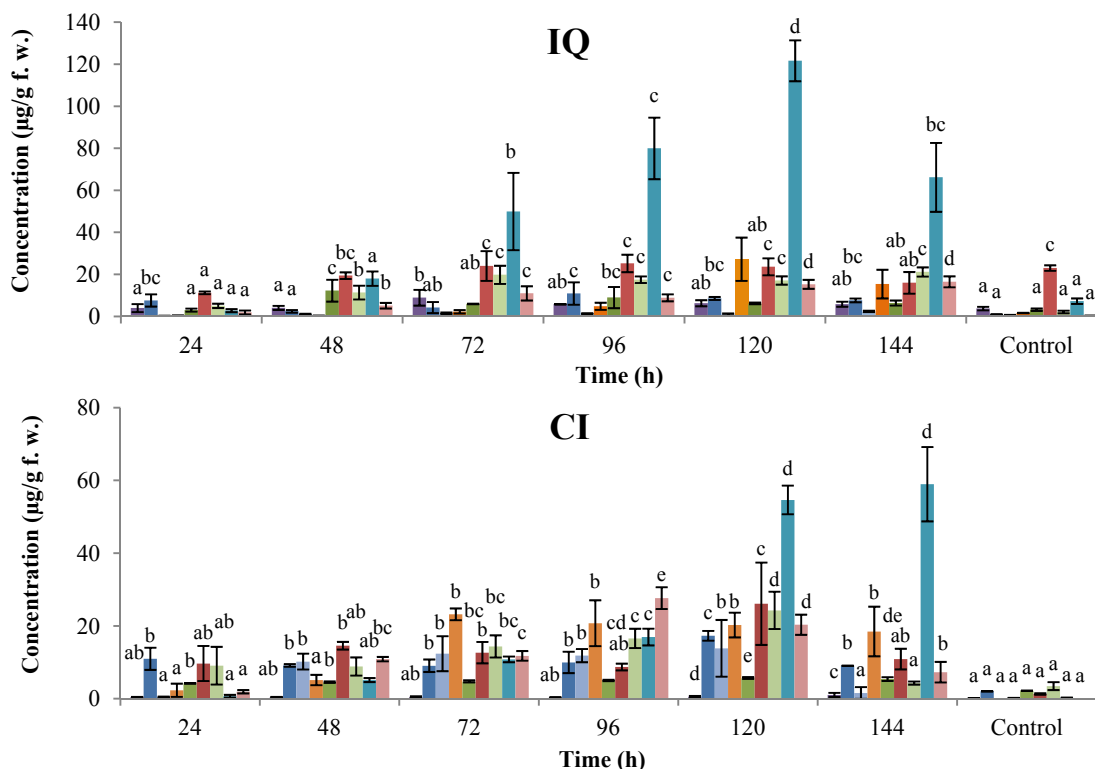 IQ
Concentration (µg/g f. w.)
140
120
100
80
60
40
20
0
a bc a a a a a
a a c bc b a b
b a ab c c b c
ab c bc c c c c
ab bc ab c c d d
ab bc ab ab c bc d
a a a c a a a
24 48 72 96 120 144 Control
Time (h)
CI
Concentration (µg/g f. w.)
80
60
40
20
0
ab b a a b ab ab a a
ab b b a ab b ab ab bc
ab b b b bc b bc b c
ab b b b cd ab c c e
d c b b e c d d d
c b a b de ab a d b
a a a a a a a a
24 48 72 96 120 144 Control
Time (h)